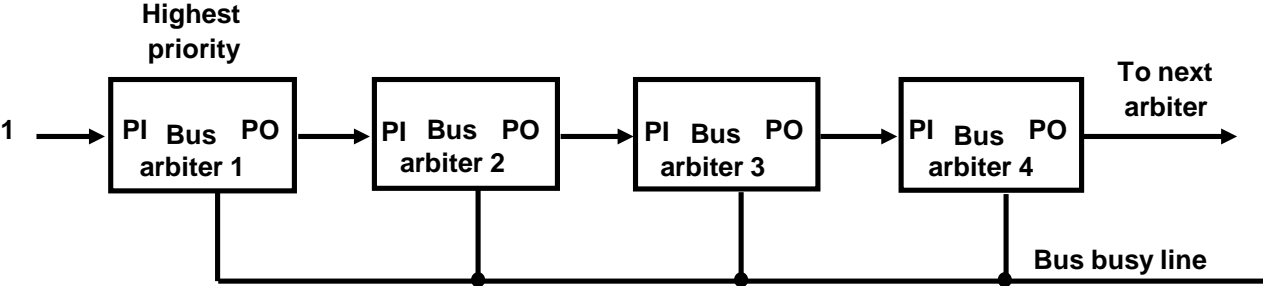 Highest
priority
1
PI Bus PO
arbiter 1
PI Bus PO
arbiter 2
PI Bus PO
arbiter 3
PI Bus PO
arbiter 4
To next
arbiter
Bus busy line